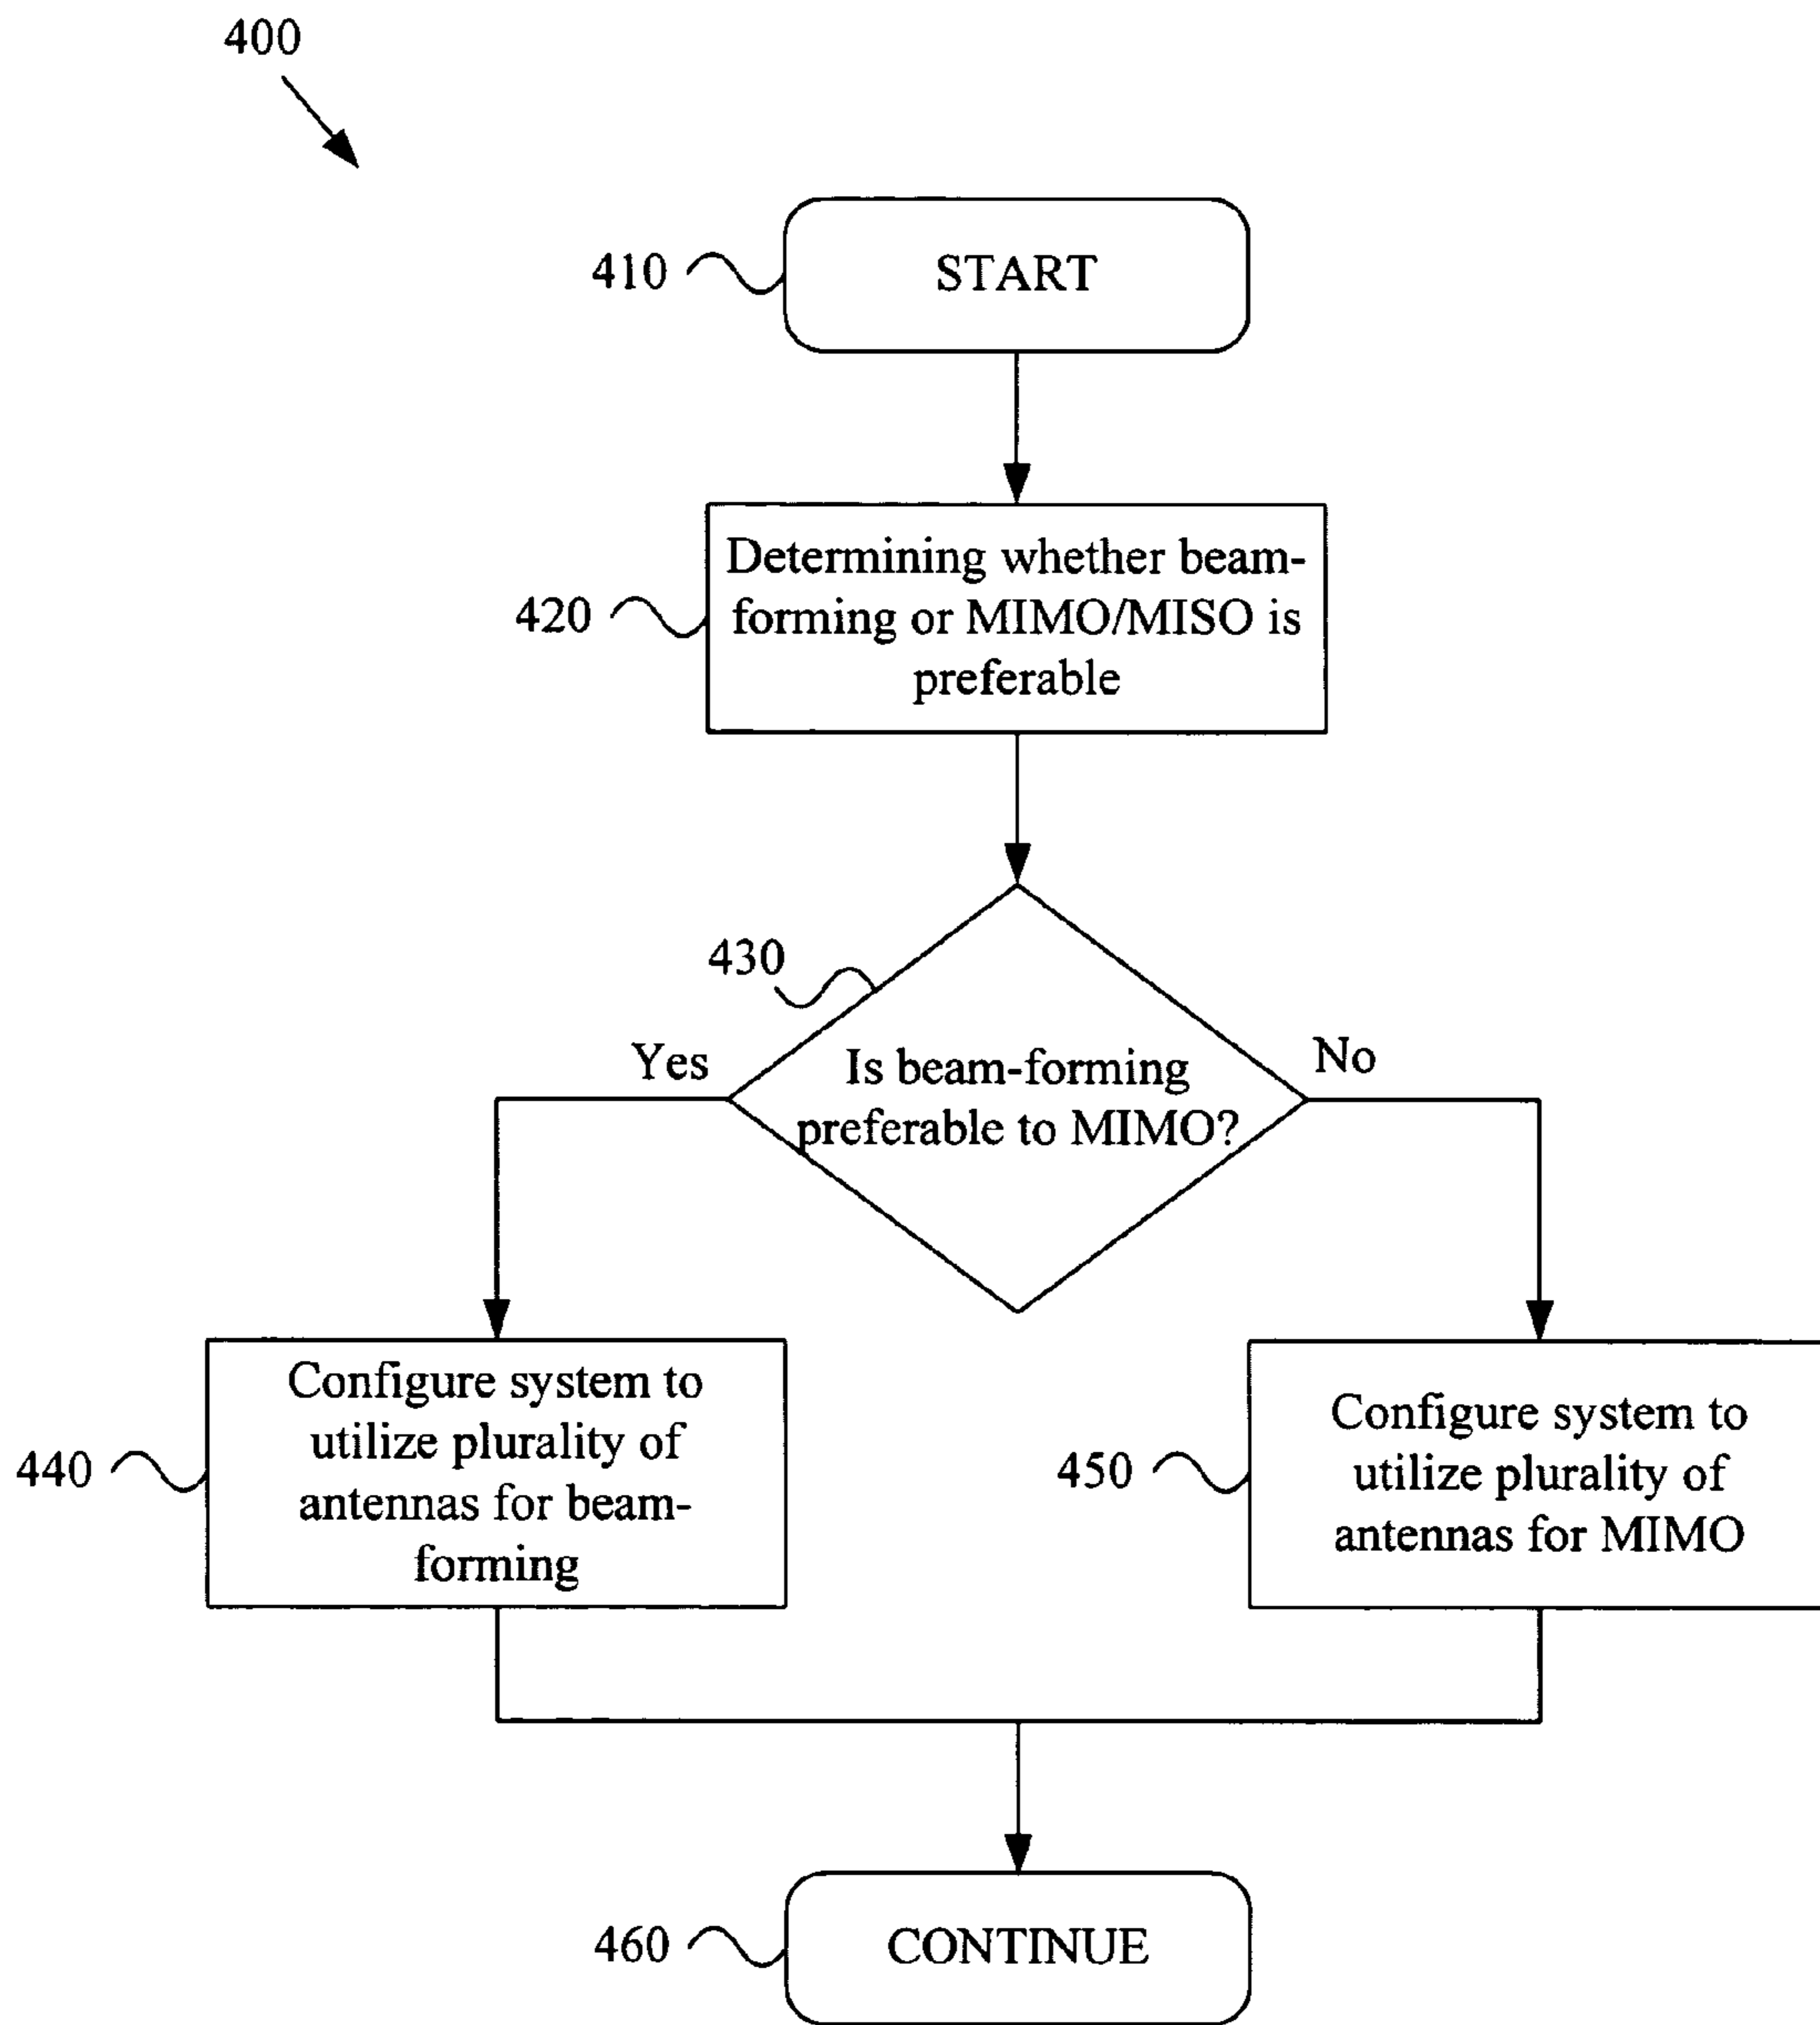 400
410
START
420
Determining whether beam-
forming or MIMO/MISO is
preferable
430
Yes
No
Is beam-forming
preferable to MIMO?
440
Configure system to
utilize plurality of
antennas for beam-
forming
450
Configure system to
utilize plurality of
antennas for MIMO
460
CONTINUE